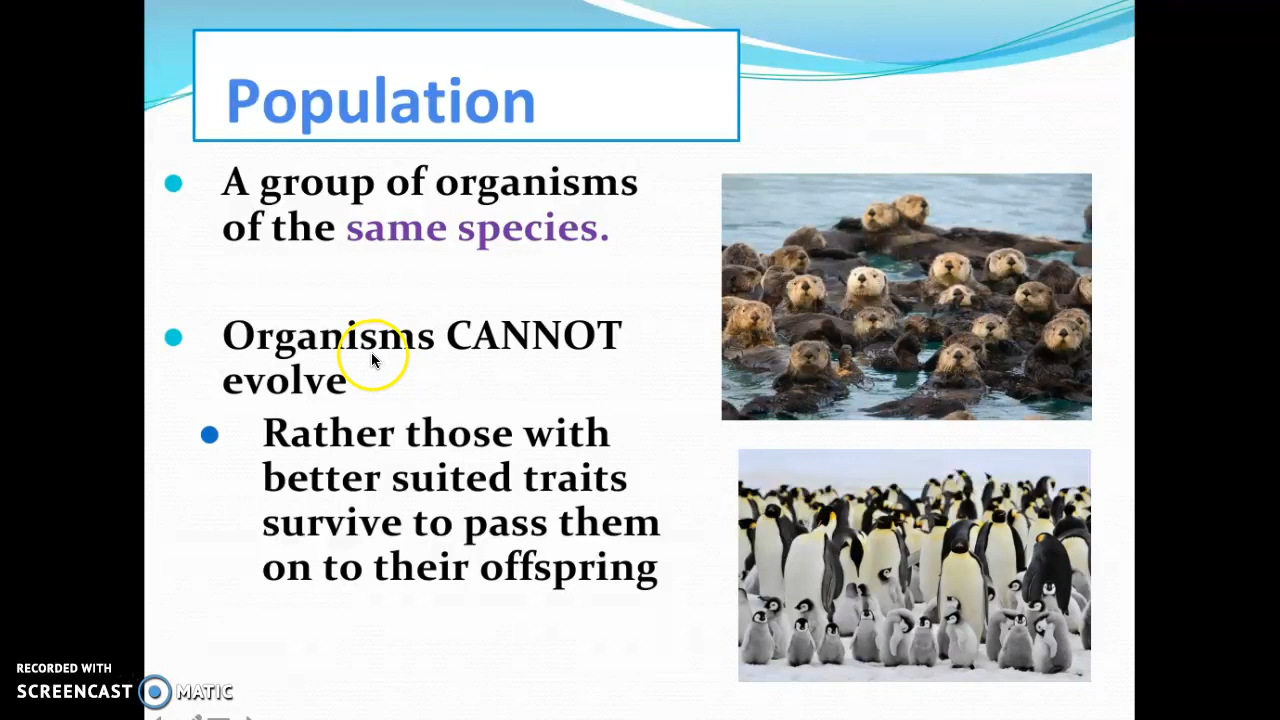 Population
A group of organisms
of the same species.
Organisms CANNOT
evolve
Rather those with
better suited traits
survive to pass them
on to their offspring
RECORDED WITH
SCREENCAST MATIC